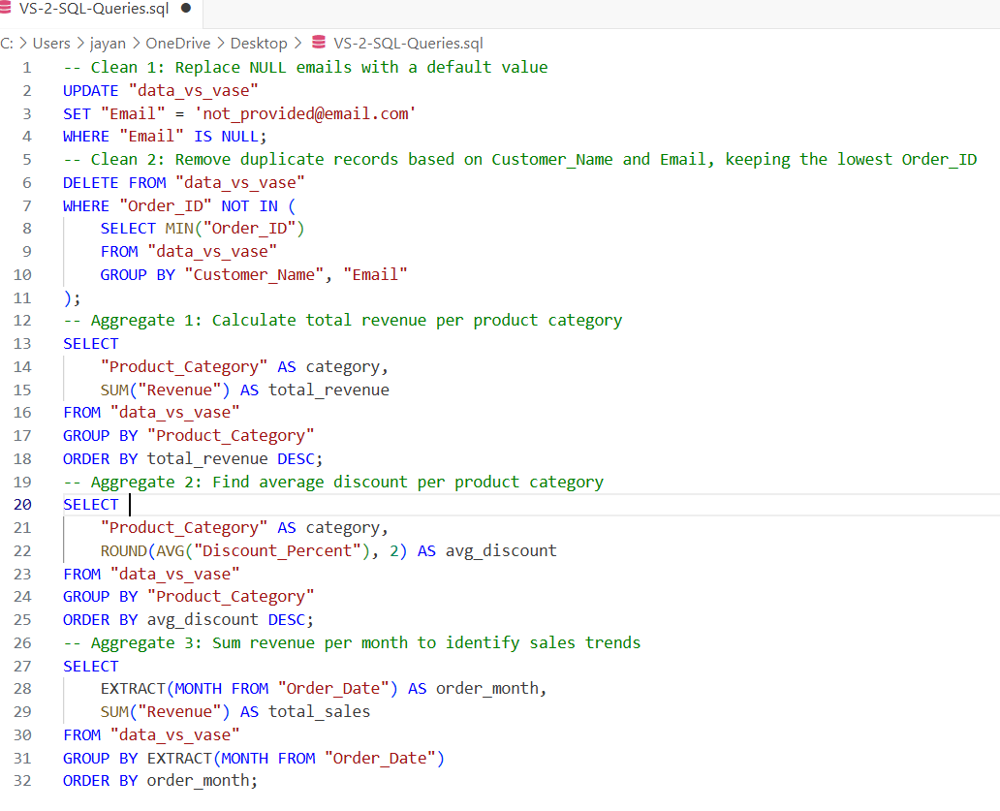 VS-2-SQL-Queries.sql ●
C: > Users > jayan > OneDrive > Desktop > VS-2-SQL-Queries.sql
1 -- Clean 1: Replace NULL emails with a default value
2 UPDATE "data_vs_vase"
3 SET "Email" = 'not_provided@email.com'
4 WHERE "Email" IS NULL;
5 -- Clean 2: Remove duplicate records based on Customer_Name and Email, keeping the lowest Order_ID
6 DELETE FROM "data_vs_vase"
7 WHERE "Order_ID" NOT IN (
8     SELECT MIN("Order_ID")
9     FROM "data_vs_vase"
10     GROUP BY "Customer_Name", "Email"
11 );
12 -- Aggregate 1: Calculate total revenue per product category
13 SELECT
14     "Product_Category" AS category,
15     SUM("Revenue") AS total_revenue
16 FROM "data_vs_vase"
17 GROUP BY "Product_Category"
18 ORDER BY total_revenue DESC;
19 -- Aggregate 2: Find average discount per product category
20 SELECT
21     "Product_Category" AS category,
22     ROUND(AVG("Discount_Percent"), 2) AS avg_discount
23 FROM "data_vs_vase"
24 GROUP BY "Product_Category"
25 ORDER BY avg_discount DESC;
26 -- Aggregate 3: Sum revenue per month to identify sales trends
27 SELECT
28     EXTRACT(MONTH FROM "Order_Date") AS order_month,
29     SUM("Revenue") AS total_sales
30 FROM "data_vs_vase"
31 GROUP BY EXTRACT(MONTH FROM "Order_Date")
32 ORDER BY order_month;